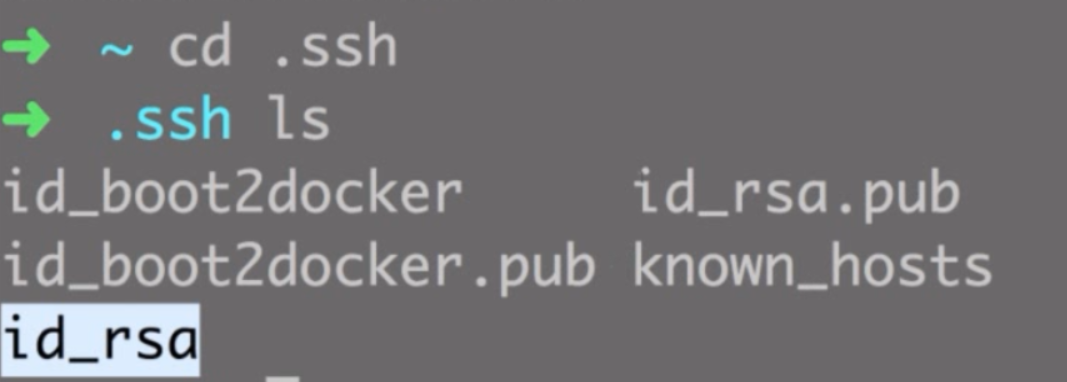 ➜ ~ cd .ssh
➜ .ssh ls
id_boot2docker id_rsa.pub
id_boot2docker.pub known_hosts
id_rsa